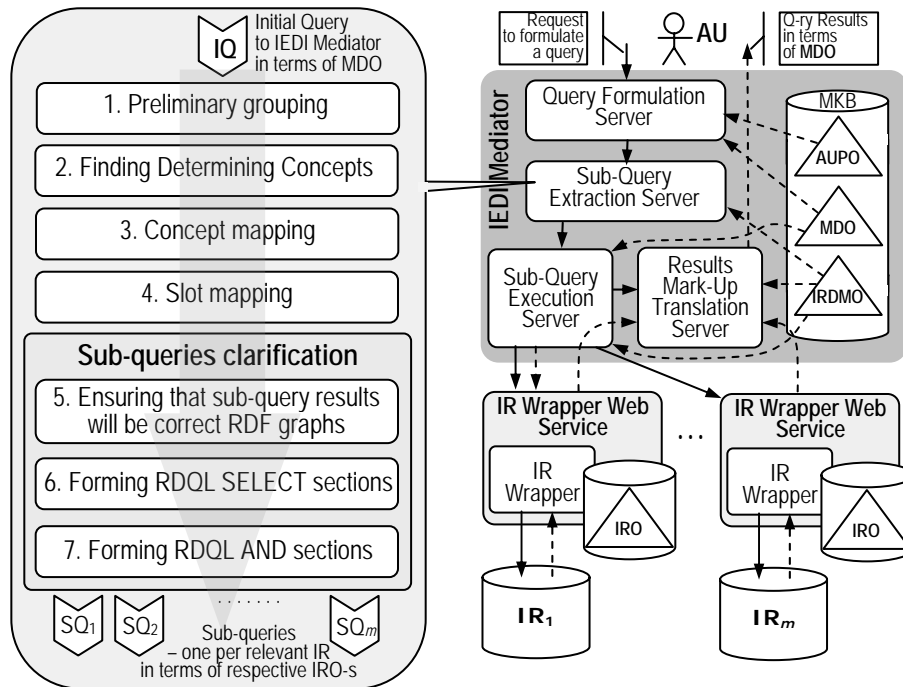 IQ
Initial Query
to IEDI Mediator
in terms of MDO
1. Preliminary grouping
2. Finding Determining Concepts
3. Concept mapping
4. Slot mapping
Sub-queries clarification
5. Ensuring that sub-query results
will be correct RDF graphs
6. Forming RDQL SELECT sections
7. Forming RDQL AND sections
SQ1
SQ2
.......
SQm
Sub-queries
– one per relevant IR
in terms of respective IRO-s
Request
to formulate
a query
AU
Q-ry Results
in terms
of MDO
IEDI Mediator
Query Formulation
Server
Sub-Query
Extraction Server
Sub-Query
Execution
Server
Results
Mark-Up
Translation
Server
MKB
AUPO
MDO
IRDMO
IR Wrapper Web
Service
IR
Wrapper
IRO
IR1
...
IR Wrapper Web
Service
IR
Wrapper
IRO
IRm